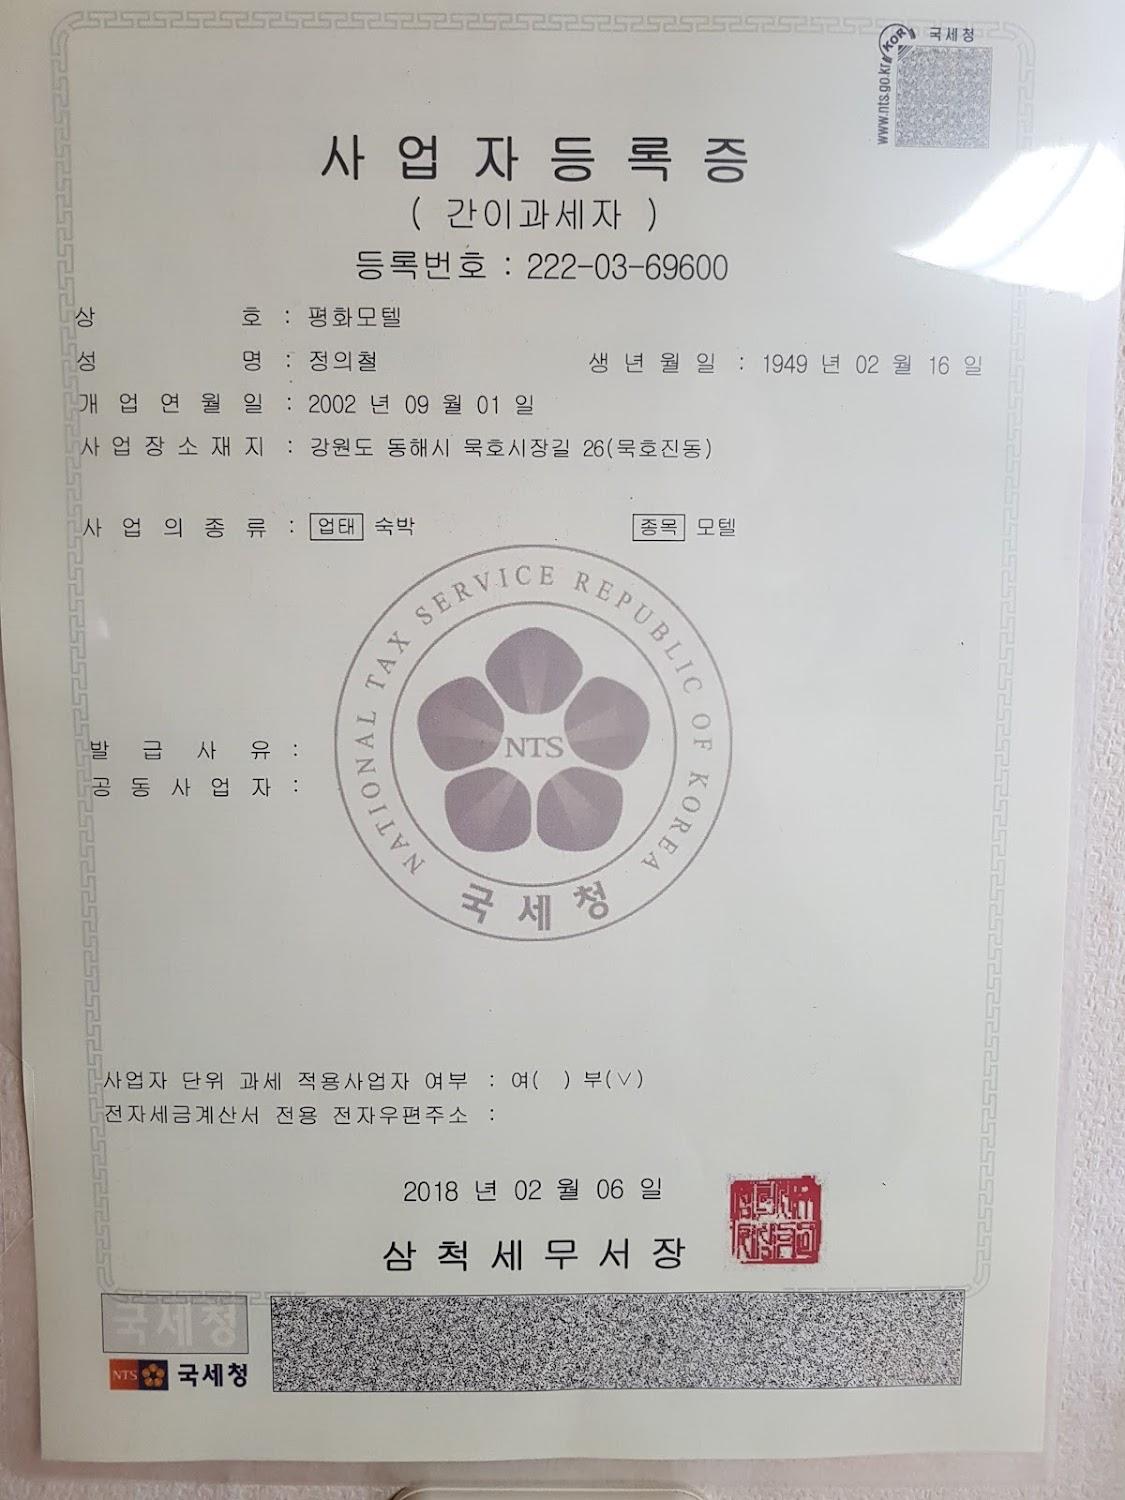 국세청
KOR
www.nts.go.kr
사업자등록증
( 간이과세자 )
등록번호 : 222-03-69600
상 호 : 평화모텔
성 명 : 정의철 생년월일 : 1949 년 02 월 16 일
개업연월일 : 2002 년 09 월 01 일
사업장소재지 : 강원도 동해시 묵호시장길 26(묵호진동)
사업의종류 : 업태 숙박 종목 모텔
NATIONAL TAX SERVICE REPUBLIC OF KOREA
NTS
국세청
발급사유 :
공동사업자 :
사업자 단위 과세 적용사업자 여부 : 여( ) 부(∨)
전자세금계산서 전용 전자우편주소 :
2018 년 02 월 06 일
삼척세무서장
국세청
NTS 국세청